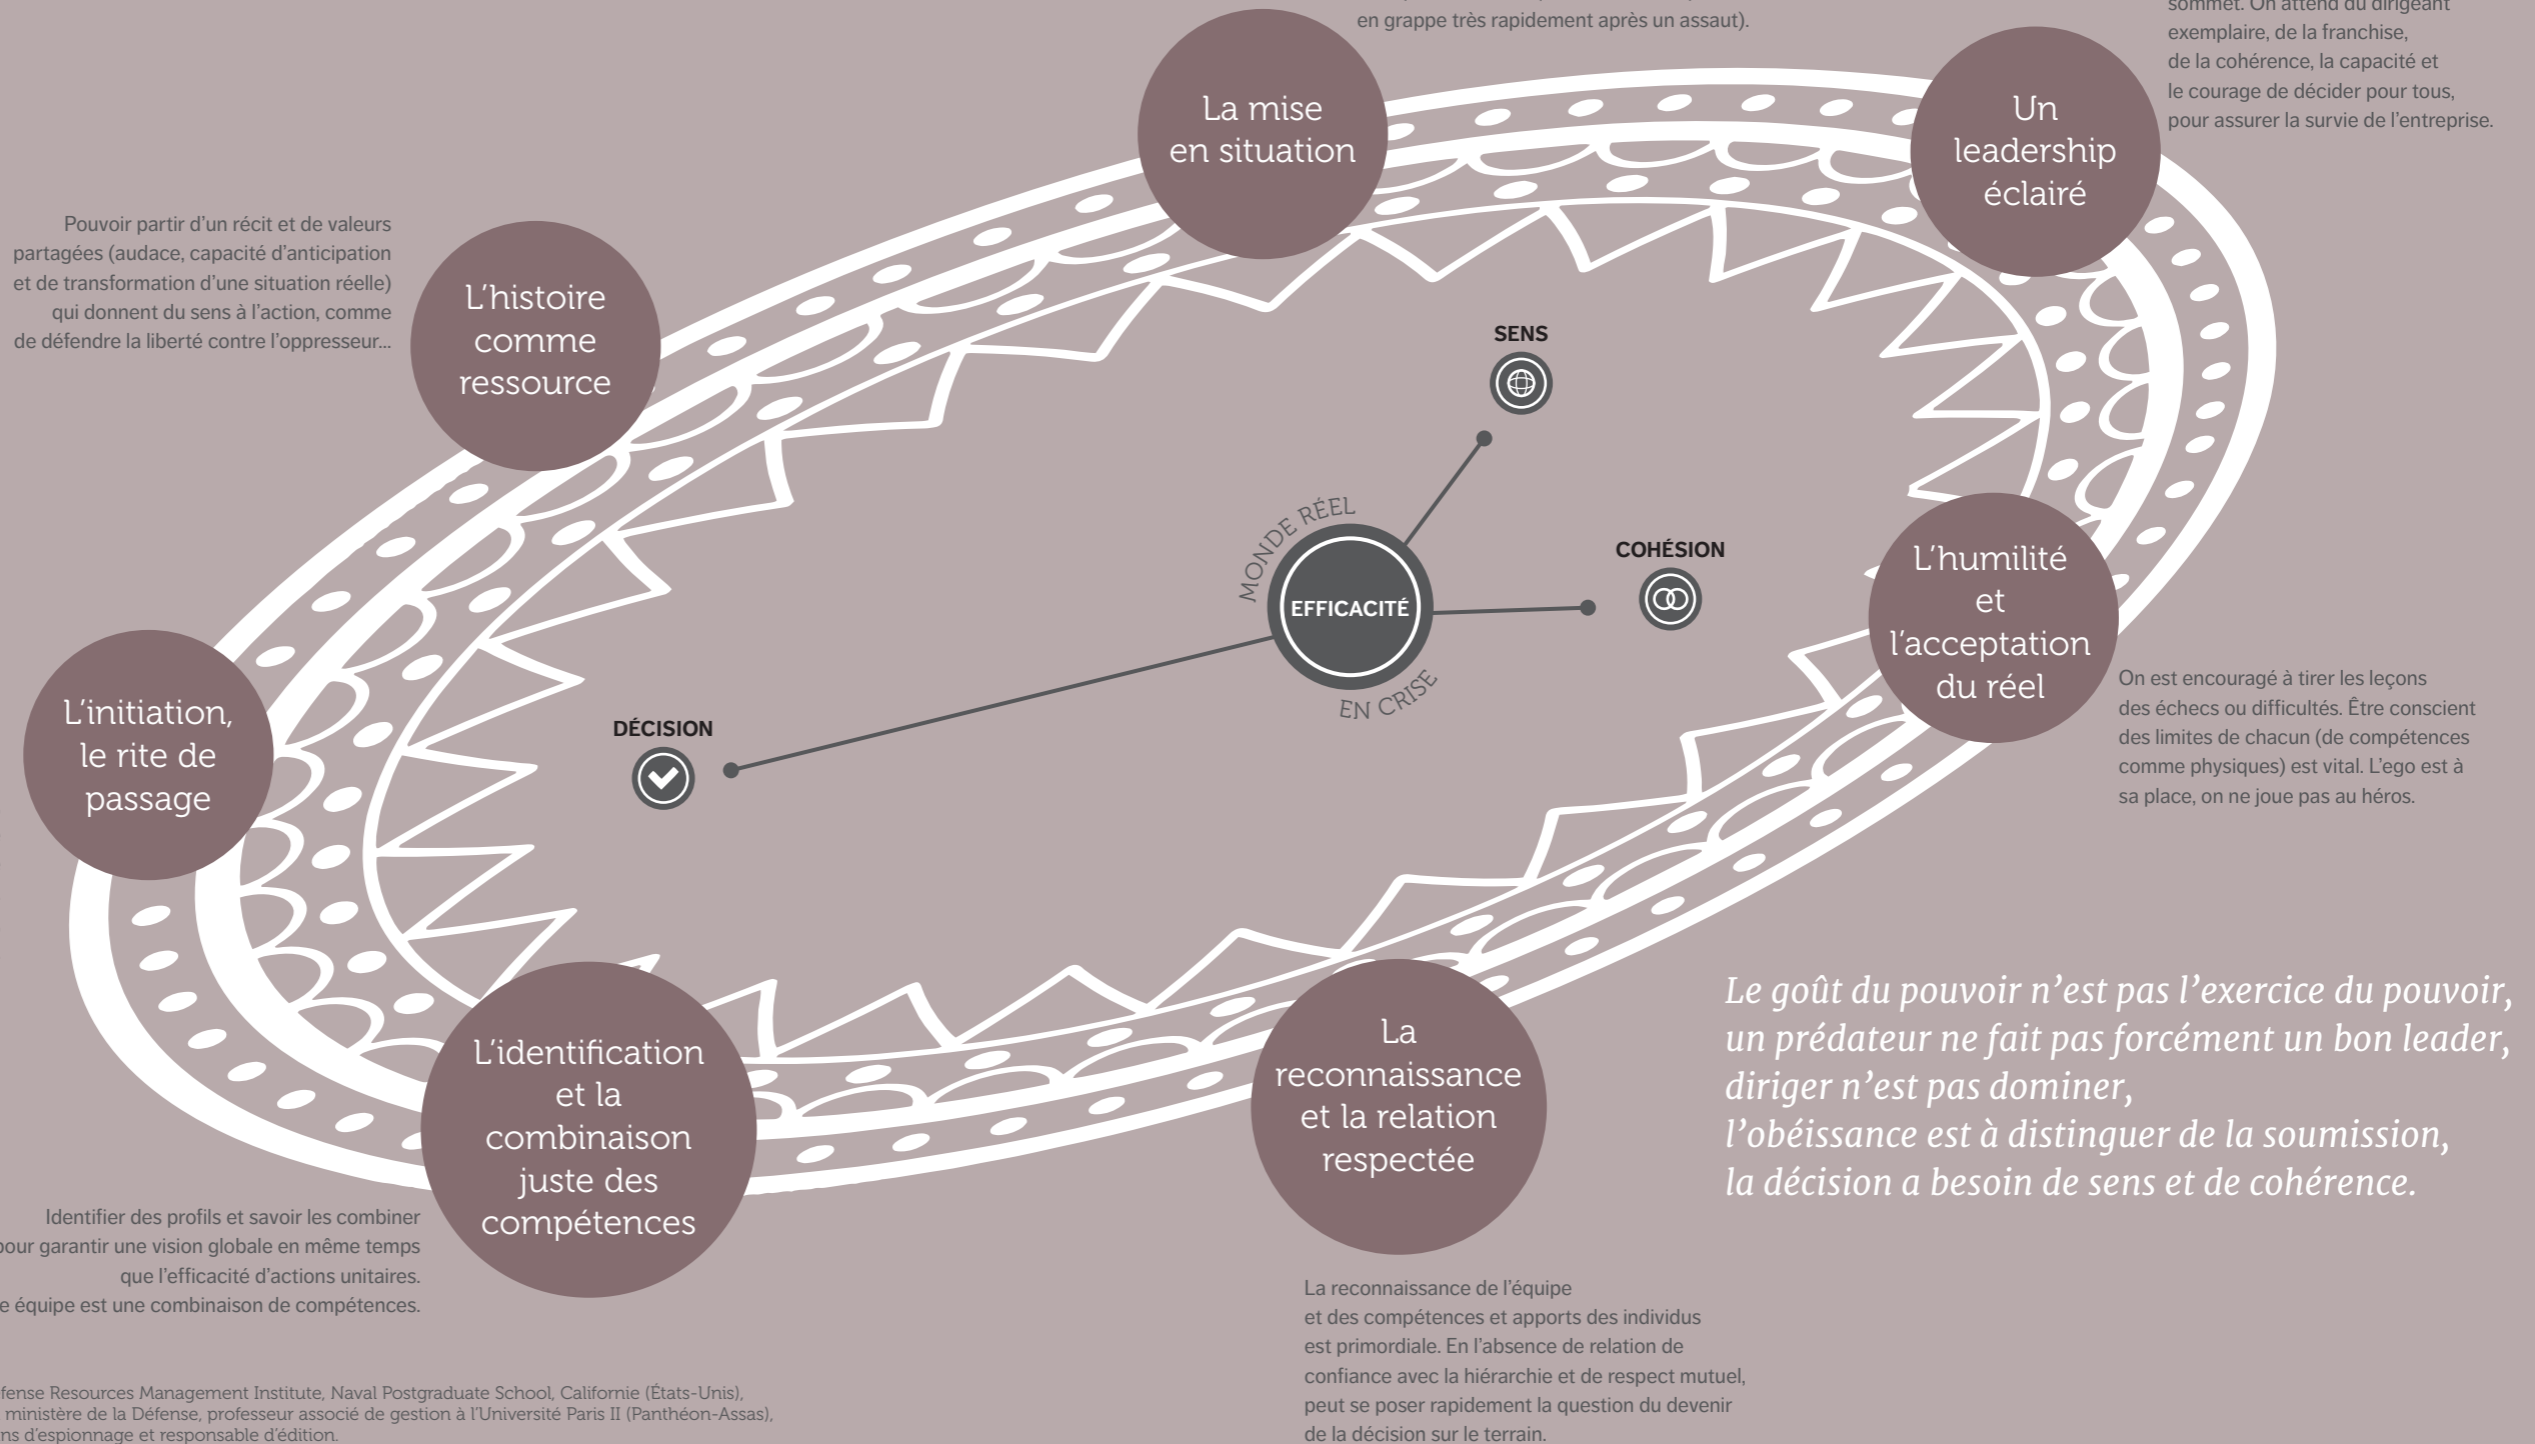 en grappe très rapidement après un assaut).
La mise
en situation
sommet. On attend du dirigeant
exemplaire, de la franchise,
de la cohérence, la capacité et
le courage de décider pour tous,
pour assurer la survie de l'entreprise.
Un
leadership
éclairé
Pouvoir partir d'un récit et de valeurs
partagées (audace, capacité d'anticipation
et de transformation d'une situation réelle)
qui donnent du sens à l'action, comme
de défendre la liberté contre l'oppresseur...
L'histoire
comme
ressource
SENS
MONDE RÉEL
EFFICACITÉ
EN CRISE
COHÉSION
DÉCISION
L'humilité
et
l'acceptation
du réel
On est encouragé à tirer les leçons
des échecs ou difficultés. Être conscient
des limites de chacun (de compétences
comme physiques) est vital. L'ego est à
sa place, on ne joue pas au héros.
L'initiation,
le rite de
passage
L'identification
et la
combinaison
juste des
compétences
Identifier des profils et savoir les combiner
pour garantir une vision globale en même temps
que l'efficacité d'actions unitaires.
équipe est une combinaison de compétences.
La
reconnaissance
et la relation
respectée
La reconnaissance de l'équipe
et des compétences et apports des individus
est primordiale. En l'absence de relation de
confiance avec la hiérarchie et de respect mutuel,
peut se poser rapidement la question du devenir
de la décision sur le terrain.
Le goût du pouvoir n'est pas l'exercice du pouvoir,
un prédateur ne fait pas forcément un bon leader,
diriger n'est pas dominer,
l'obéissance est à distinguer de la soumission,
la décision a besoin de sens et de cohérence.
fense Resources Management Institute, Naval Postgraduate School, Californie (États-Unis),
ministère de la Défense, professeur associé de gestion à l'Université Paris II (Panthéon-Assas),
ns d'espionnage et responsable d'édition.